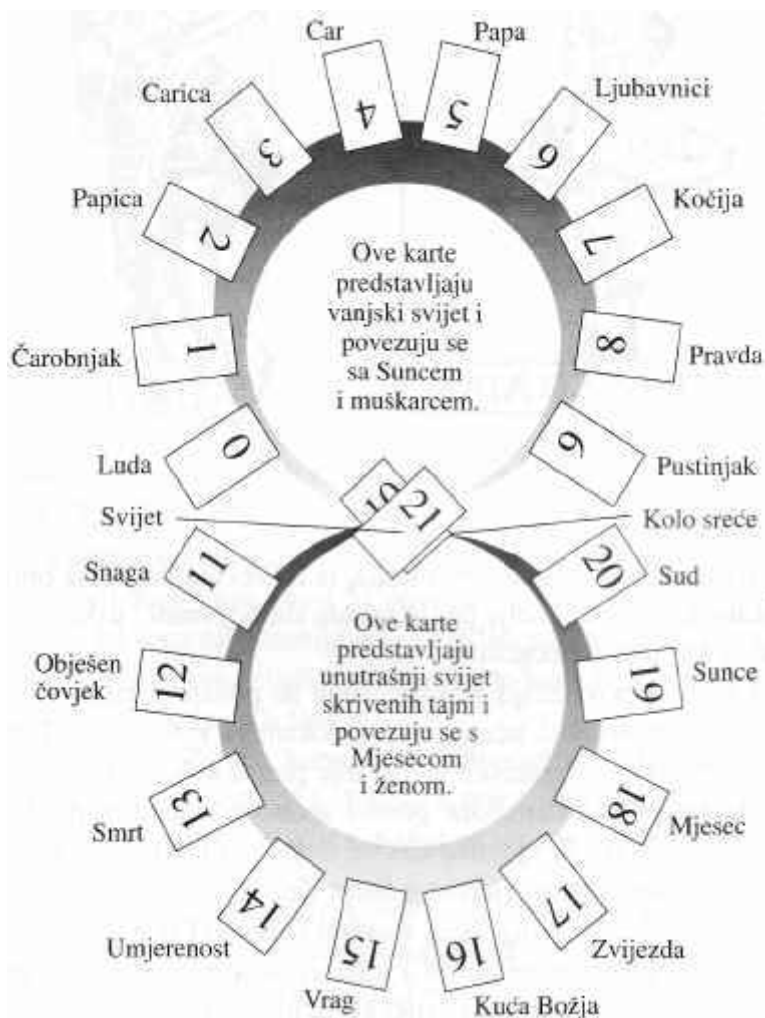 Car
Papa
Carica
Ljubavnici
4
5
3
6
Papica
Kočija
2
7
Ove karte
predstavljaju
vanjski svijet i
povezuju se
sa Suncem
i muškarcem.
Čarobnjak
1
8
Pravda
Luda
0
9
Pustinjak
10
21
Svijet
Kolo sreće
Snaga
11
20
Sud
Ove karte
predstavljaju
unutrašnji svijet
skrivenih tajni i
povezuju se s
Mjesecom
i ženom.
Obješen
čovjek
12
19
Sunce
Smrt
13
18
Mjesec
14
17
Umjerenost
15
16
Zvijezda
Vrag
Kuća Božja